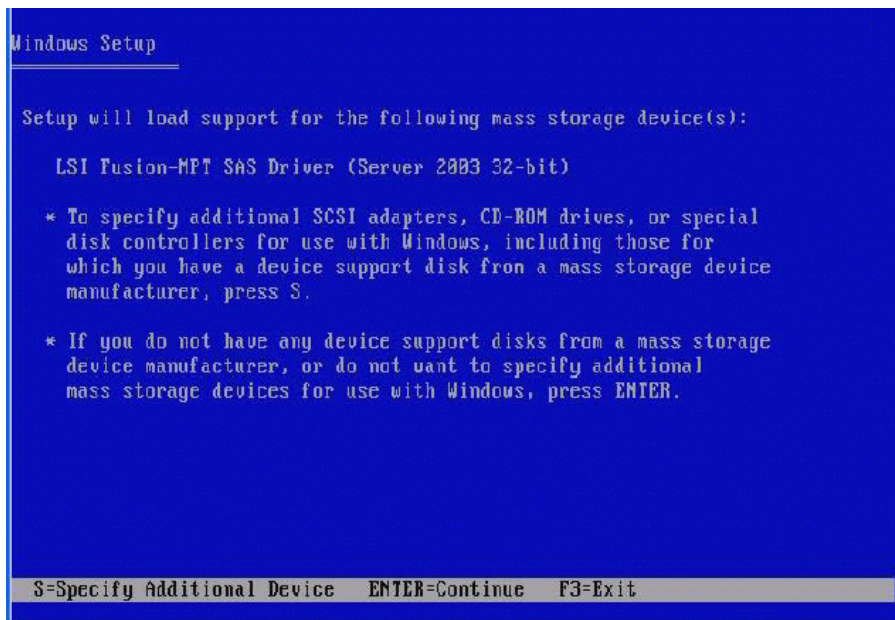 Windows Setup
Setup will load support for the following mass storage device(s):
LSI Fusion-MPT SAS Driver (Server 2003 32-bit)
* To specify additional SCSI adapters, CD-ROM drives, or special
disk controllers for use with Windows, including those for
which you have a device support disk from a mass storage device
manufacturer, press S.
* If you do not have any device support disks from a mass storage
device manufacturer, or do not want to specify additional
mass storage devices for use with Windows, press ENTER.
S=Specify Additional Device ENTER=Continue F3=Exit